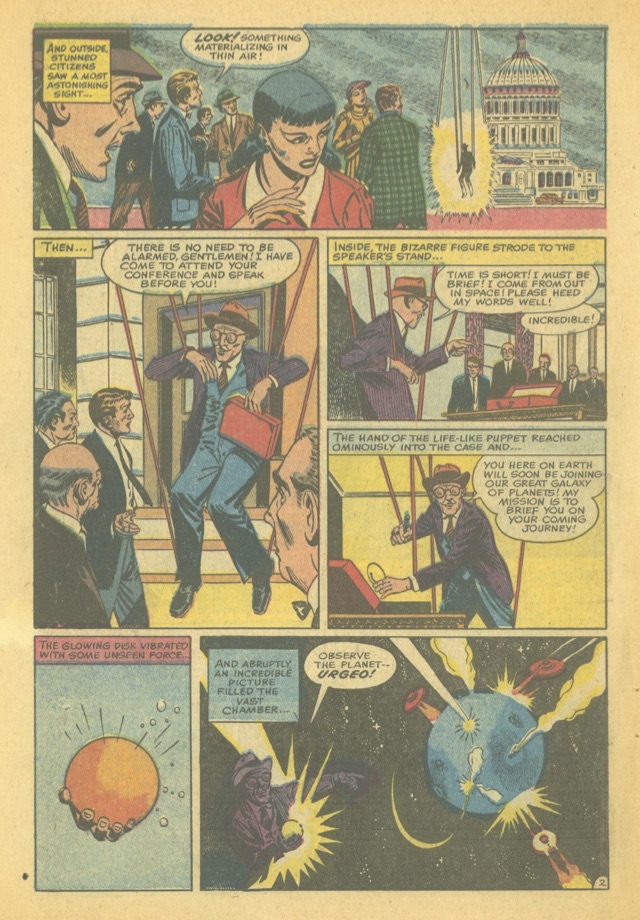 AND OUTSIDE,
STUNNED
CITIZENS
SAW A MOST
ASTONISHING
SIGHT...
LOOK! SOMETHING
MATERIALIZING IN
THIN AIR!
THEN...
THERE IS NO NEED TO BE
ALARMED, GENTLEMEN! I HAVE
COME TO ATTEND YOUR
CONFERENCE AND SPEAK
BEFORE YOU!
INSIDE, THE BIZARRE FIGURE STRODE TO THE
SPEAKER'S STAND...
TIME IS SHORT! I MUST BE
BRIEF! I COME FROM OUT
IN SPACE! PLEASE HEED
MY WORDS WELL!
INCREDIBLE!
THE HAND OF THE LIFE-LIKE PUPPET REACHED
OMINOUSLY INTO THE CASE AND...
YOU HERE ON EARTH
WILL SOON BE JOINING
OUR GREAT GALAXY
OF PLANETS! MY
MISSION IS TO
BRIEF YOU ON
YOUR COMING
JOURNEY!
THE GLOWING DISK VIBRATED
WITH SOME UNSEEN FORCE...
AND ABRUPTLY,
AN INCREDIBLE
PICTURE
FILLED THE
VAST
CHAMBER...
OBSERVE
THE PLANET--
URGEO!
2